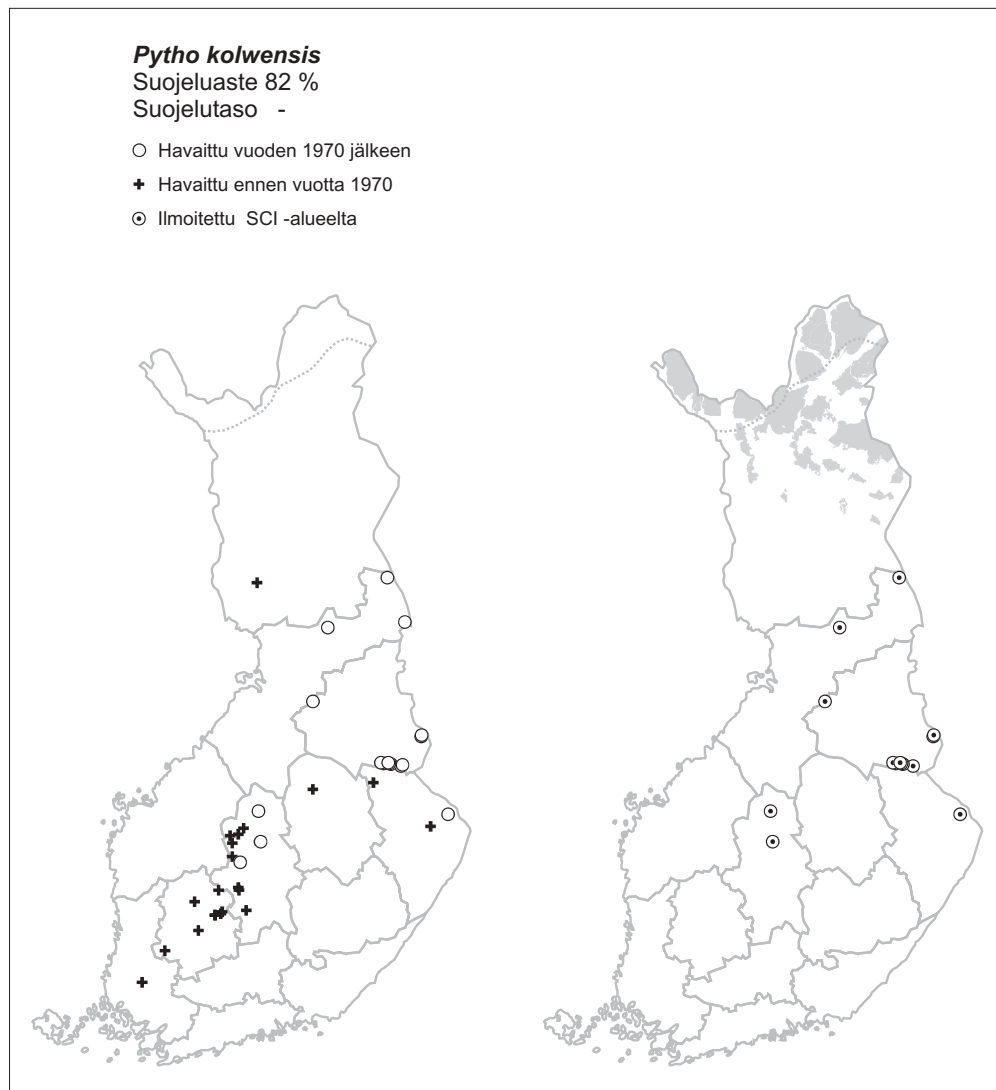 Pytho kolwensis
Suojeluaste 82 %
Suojelutaso -
Havaittu vuoden 1970 jälkeen
Havaittu ennen vuotta 1970
Ilmoitettu SCI -alueelta